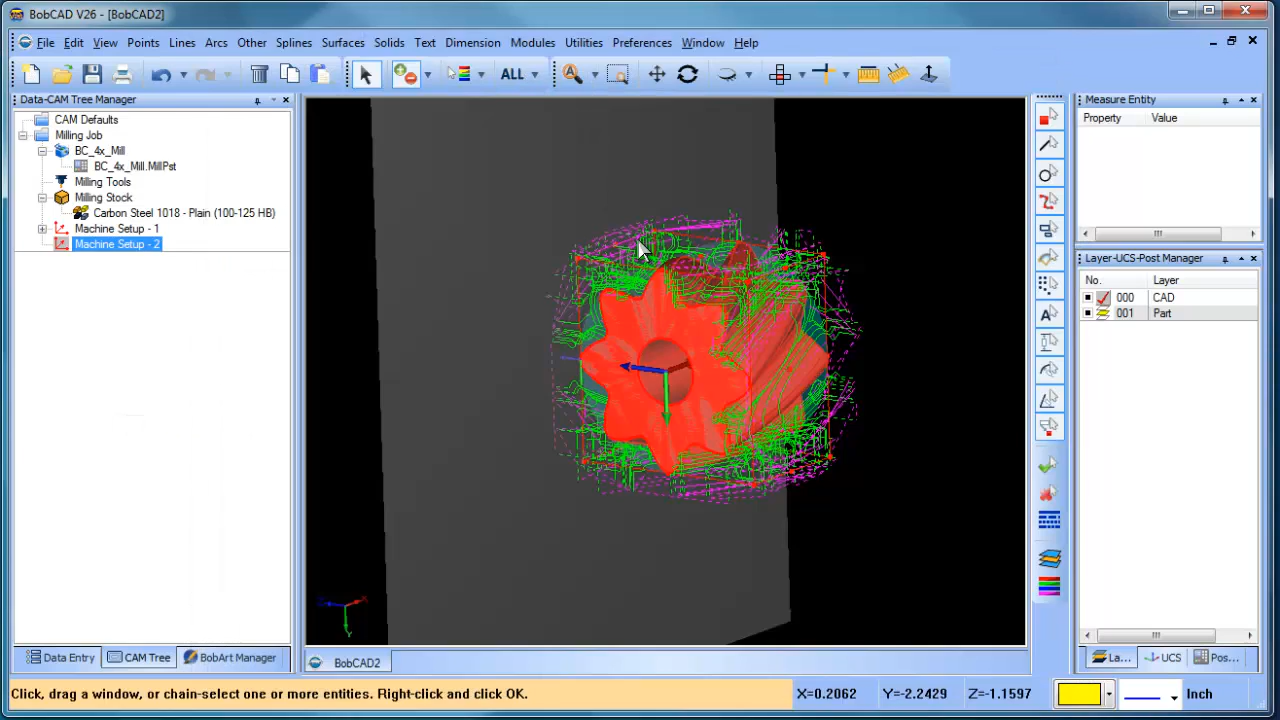 BobCAD V26 - [BobCAD2]
File Edit View Points Lines Arcs Other Splines Surfaces Solids Text Dimension Modules Utilities Preferences Window Help
ALL
Data-CAM Tree Manager
CAM Defaults
Milling Job
BC_4x_Mill
BC_4x_Mill.MillPst
Milling Tools
Milling Stock
Carbon Steel 1018 - Plain (100-125 HB)
Machine Setup - 1
Machine Setup - 2
Measure Entity
Property Value
Layer-UCS-Post Manager
No. Layer
000 CAD
001 Part
Data Entry CAM Tree BobArt Manager
BobCAD2
La... UCS Pos...
Click, drag a window, or chain-select one or more entities. Right-click and click OK.
X=0.2062 Y=-2.2429 Z=-1.1597 Inch